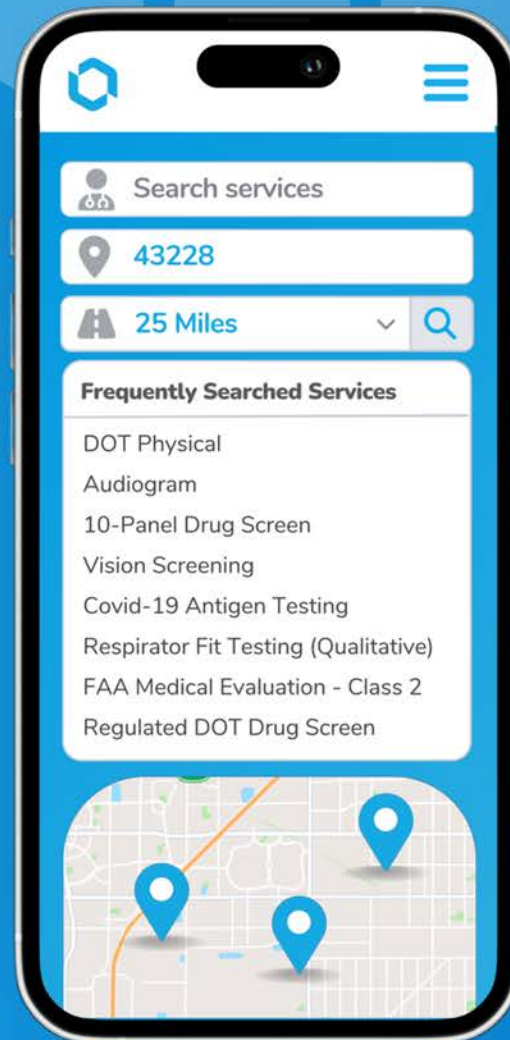 Search services
43228
25 Miles
Frequently Searched Services
DOT Physical
Audiogram
10-Panel Drug Screen
Vision Screening
Covid-19 Antigen Testing
Respirator Fit Testing (Qualitative)
FAA Medical Evaluation - Class 2
Regulated DOT Drug Screen